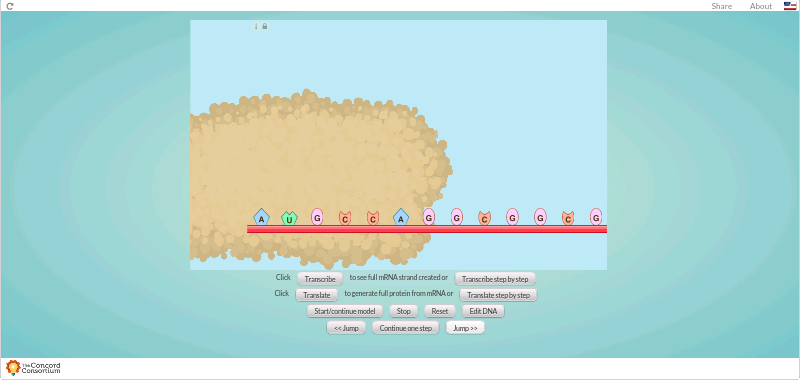 Share About
A U G C C A G G C G G C G
Click Transcribe to see full mRNA strand created or Transcribe step by step
Click Translate to generate full protein from mRNA or Translate step by step
Start/continue model Stop Reset Edit DNA
<< Jump Continue one step Jump >>
The Concord
Consortium